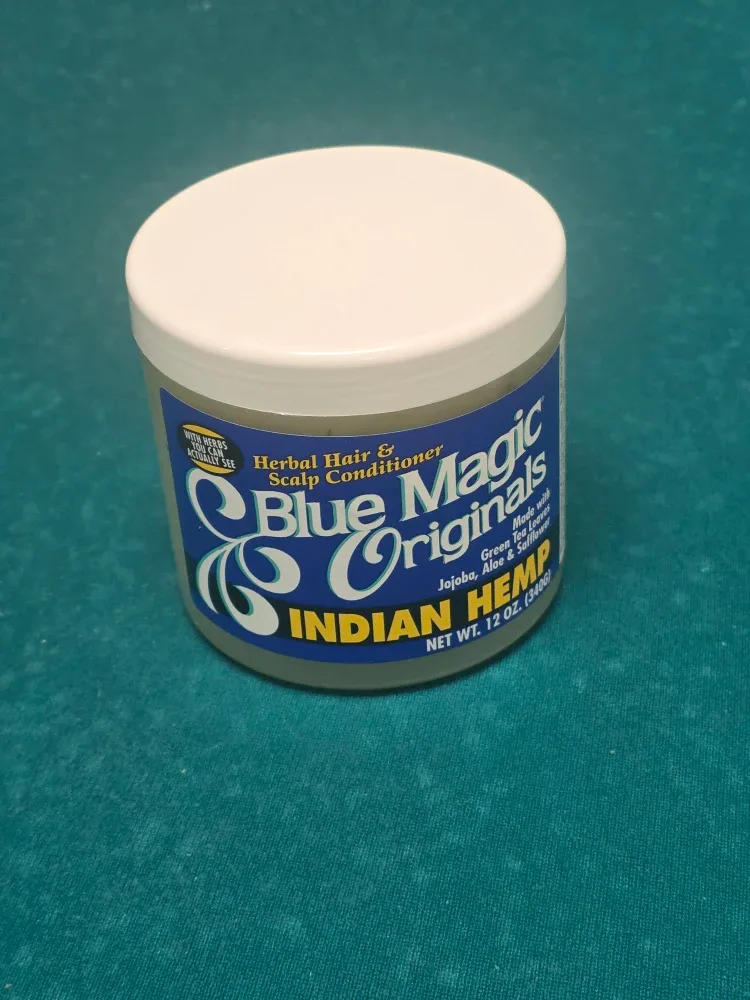 WITH HERBS
YOU CAN
ACTUALLY SEE
Herbal Hair &
Scalp Conditioner
Blue Magic
Originals
Made with
Green Tea Leaves
Jojoba, Aloe & Safflower
INDIAN HEMP
NET WT. 12 OZ. (340G)